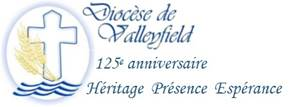 Diocèse de
Valleyfield
125e anniversaire
Héritage Présence Espérance